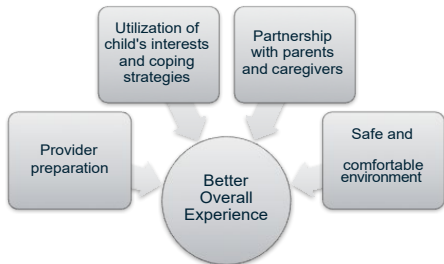 Utilization of
child's interests
and coping
strategies
Partnership
with parents
and caregivers
Provider
preparation
Safe and
comfortable
environment
Better
Overall
Experience